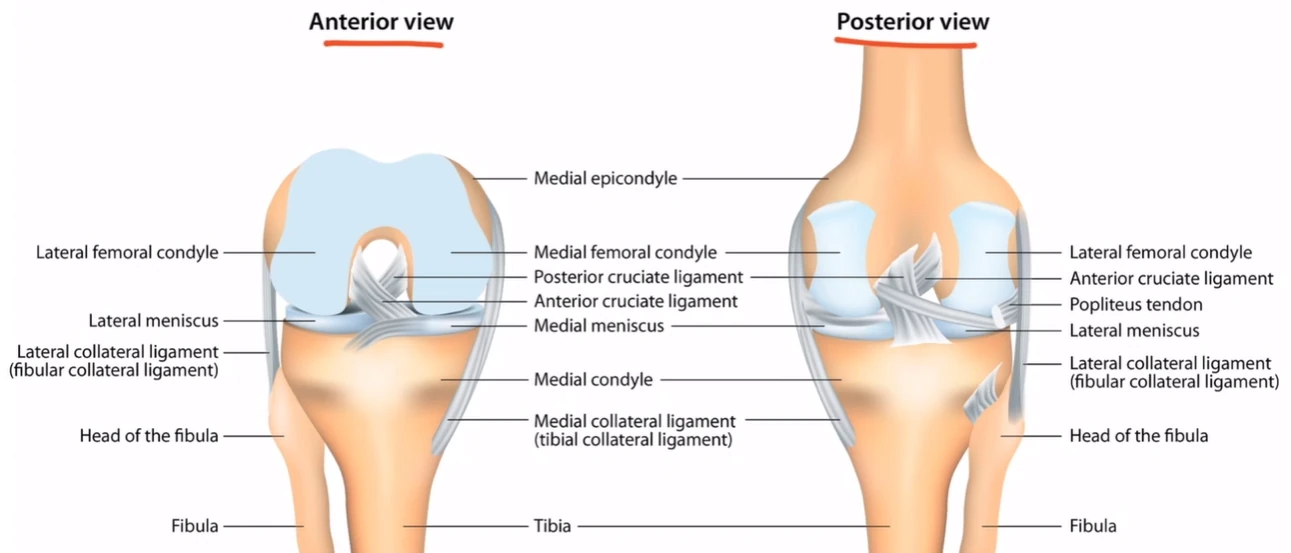 Anterior view
Posterior view
Medial epicondyle
Lateral femoral condyle
Medial femoral condyle
Lateral femoral condyle
Posterior cruciate ligament
Anterior cruciate ligament
Anterior cruciate ligament
Popliteus tendon
Lateral meniscus
Medial meniscus
Lateral meniscus
Lateral collateral ligament
(fibular collateral ligament)
Lateral collateral ligament
(fibular collateral ligament)
Medial condyle
Medial collateral ligament
(tibial collateral ligament)
Head of the fibula
Head of the fibula
Fibula
Tibia
Fibula